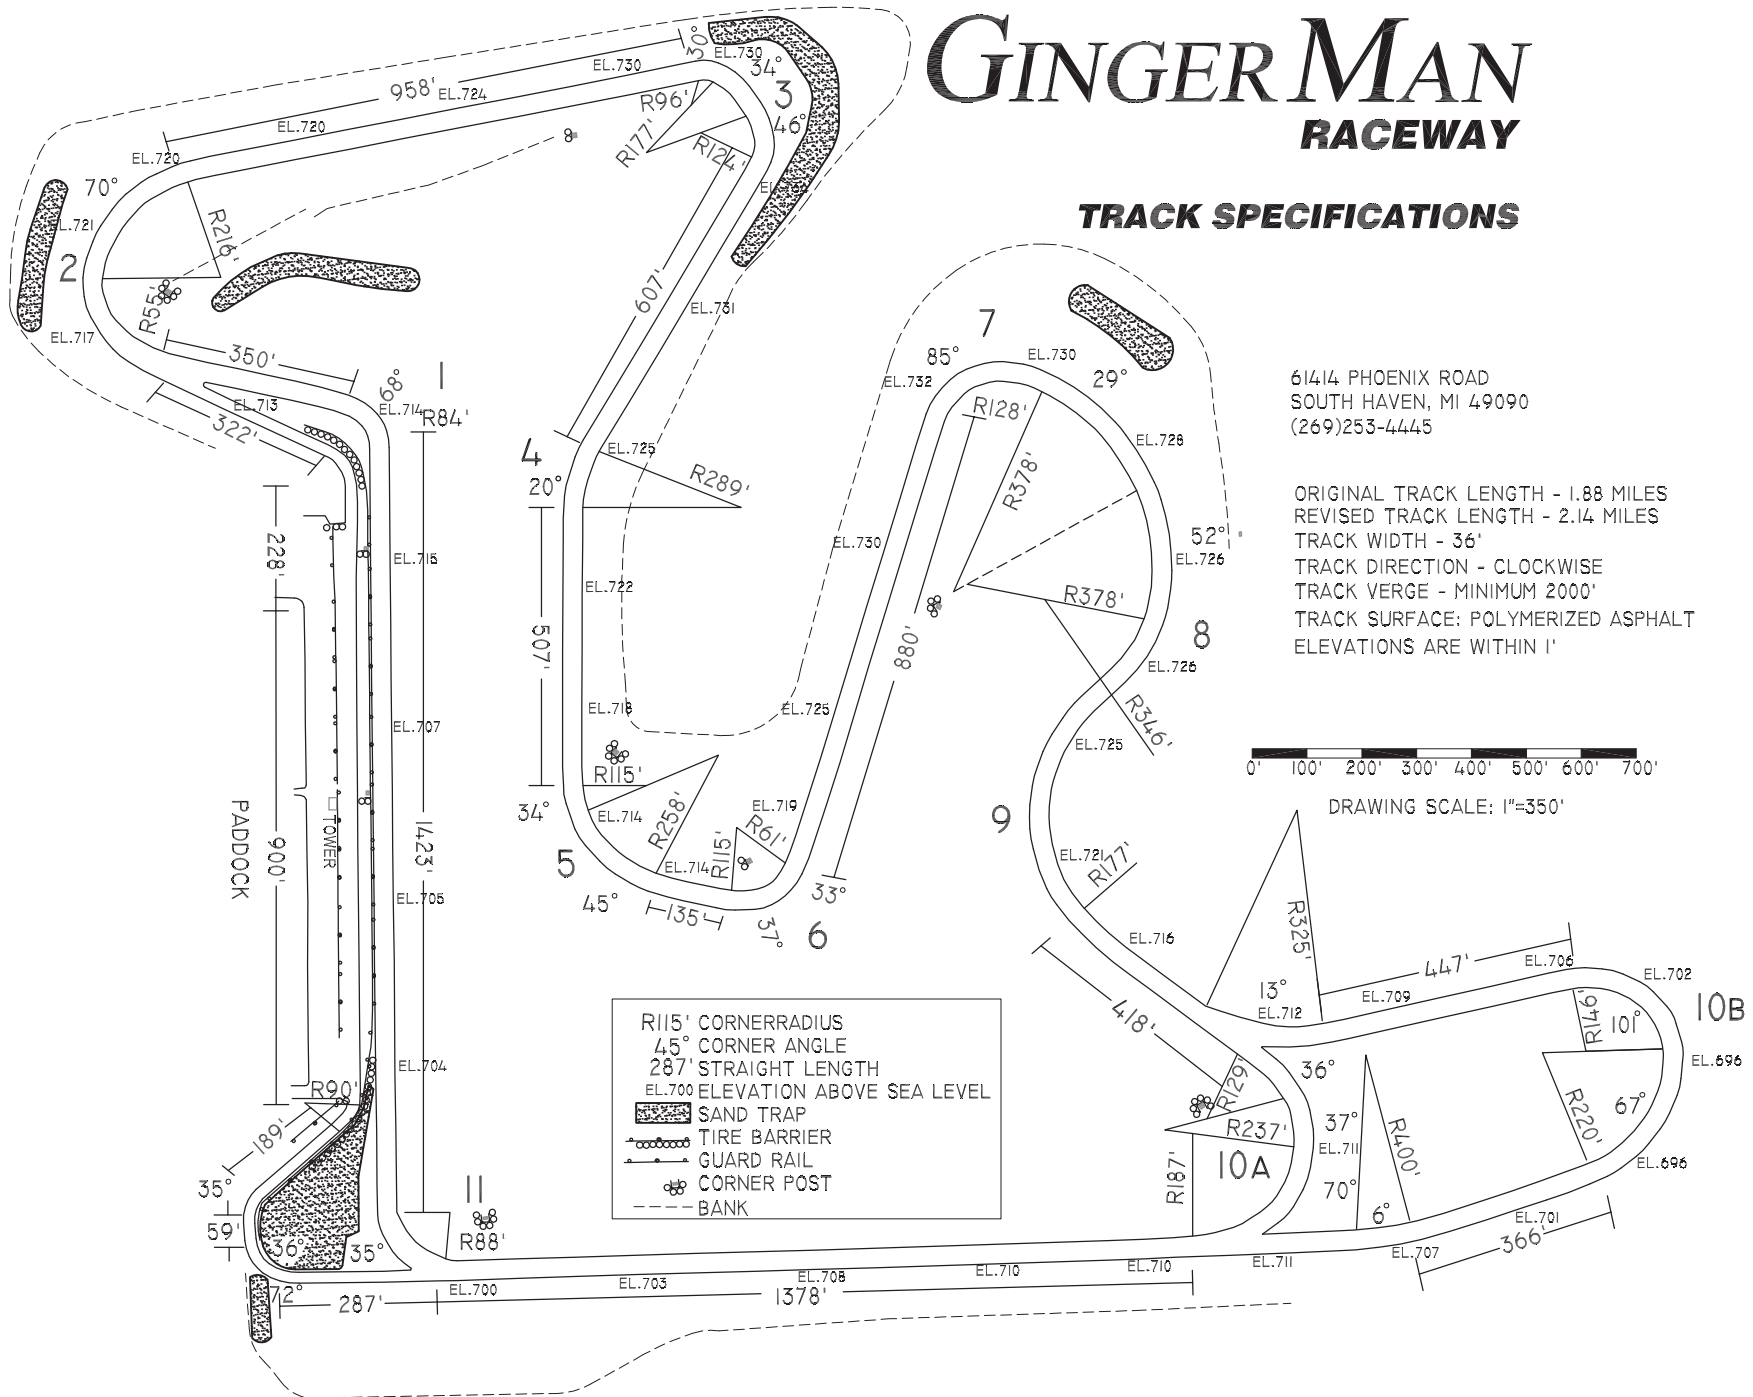 GINGERMAN
RACEWAY
TRACK SPECIFICATIONS
61414 PHOENIX ROAD
SOUTH HAVEN, MI 49090
(269)253-4445
ORIGINAL TRACK LENGTH - 1.88 MILES
REVISED TRACK LENGTH - 2.14 MILES
TRACK WIDTH - 36'
TRACK DIRECTION - CLOCKWISE
TRACK VERGE - MINIMUM 2000'
TRACK SURFACE: POLYMERIZED ASPHALT
ELEVATIONS ARE WITHIN 1'
0' 100' 200' 300' 400' 500' 600' 700'
DRAWING SCALE: 1"=350'
R115' CORNERRADIUS
45° CORNER ANGLE
287' STRAIGHT LENGTH
EL.700 ELEVATION ABOVE SEA LEVEL
SAND TRAP
TIRE BARRIER
GUARD RAIL
CORNER POST
BANK
958'
EL.720
EL.720
EL.724
EL.730
30°
EL.730
34°
3
46°
R96'
R177'
R124'
70°
EL.721
2
R216'
R55'
EL.717
350'
322'
EL.713
68°
1
EL.714
R84'
607'
EL.731
4
20°
EL.725
R289'
507'
EL.722
EL.718
R115'
34°
EL.714
5
45°
R258'
EL.714
135'
R115'
R61'
EL.719
37°
6
33°
880'
EL.725
EL.730
EL.732
85°
7
R128'
EL.730
29°
R378'
EL.728
52°
EL.726
R378'
8
EL.726
R346'
EL.725
9
EL.721
R177'
EL.716
418'
R325'
13°
EL.712
447'
EL.709
EL.706
EL.702
10B
R146'
101°
EL.696
R220'
67°
EL.696
366'
EL.701
EL.707
6°
R400'
36°
R129'
37°
R237'
EL.711
10A
70°
R187'
EL.711
EL.710
EL.710
EL.708
EL.703
EL.700
1378'
287'
11
R88'
35°
36°
72°
59'
35°
189'
R90'
EL.704
EL.705
EL.707
EL.715
1423'
228'
900'
PADDOCK
TOWER